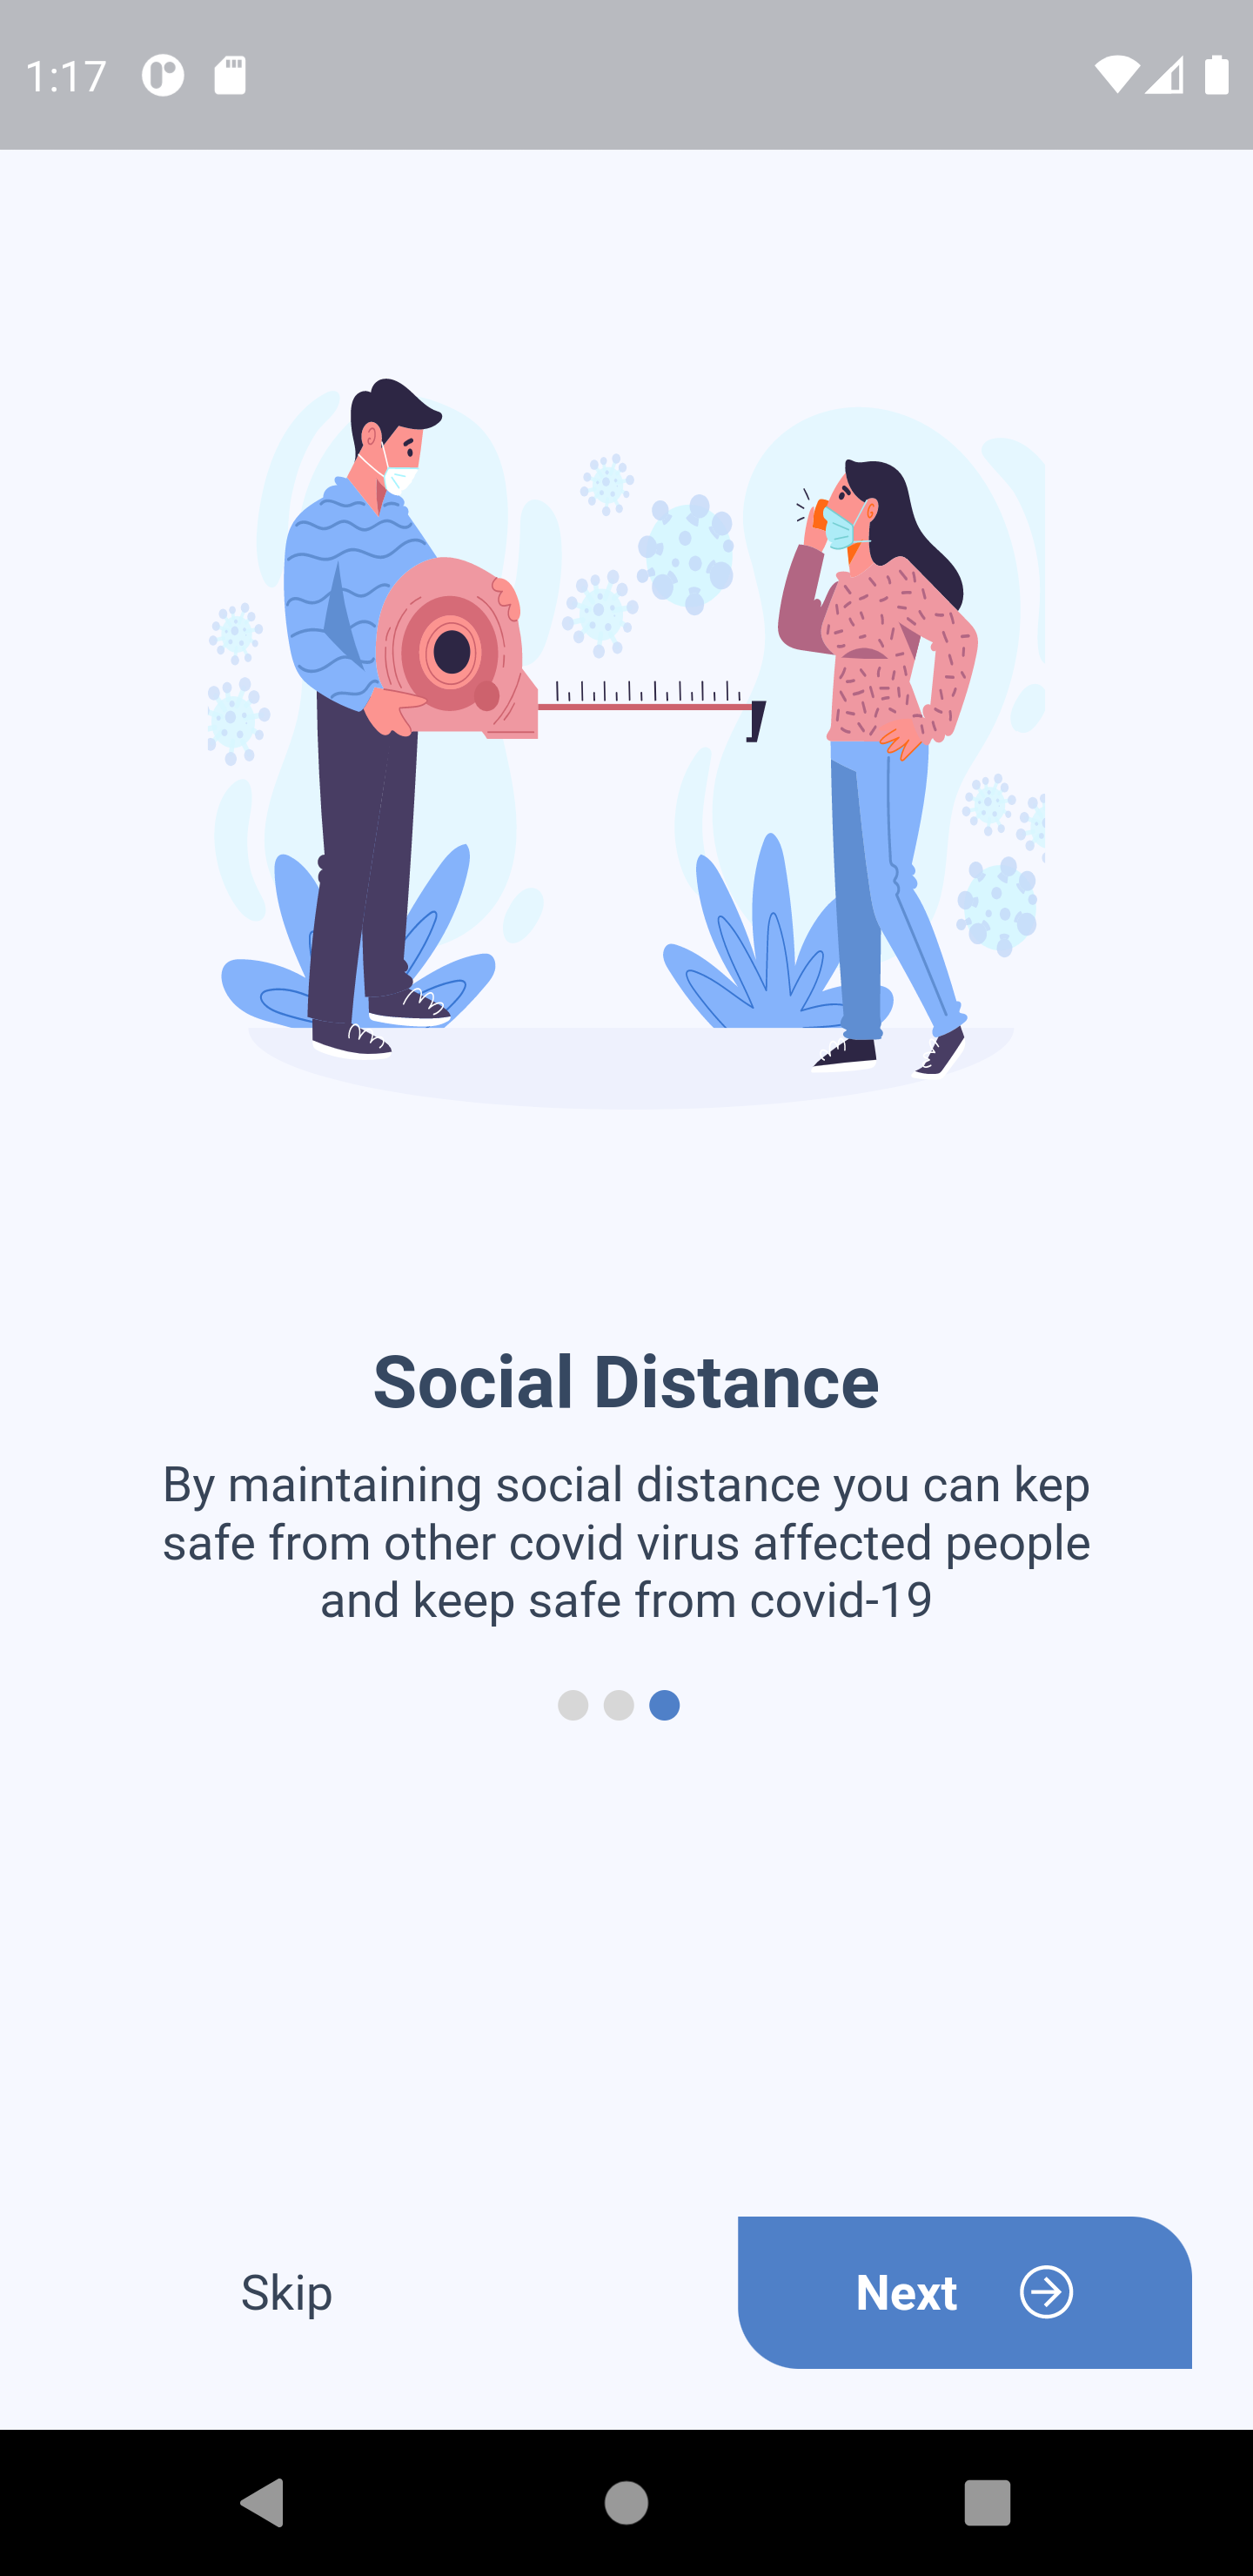 1:17
Social Distance
By maintaining social distance you can kep
safe from other covid virus affected people
and keep safe from covid-19
Skip
Next